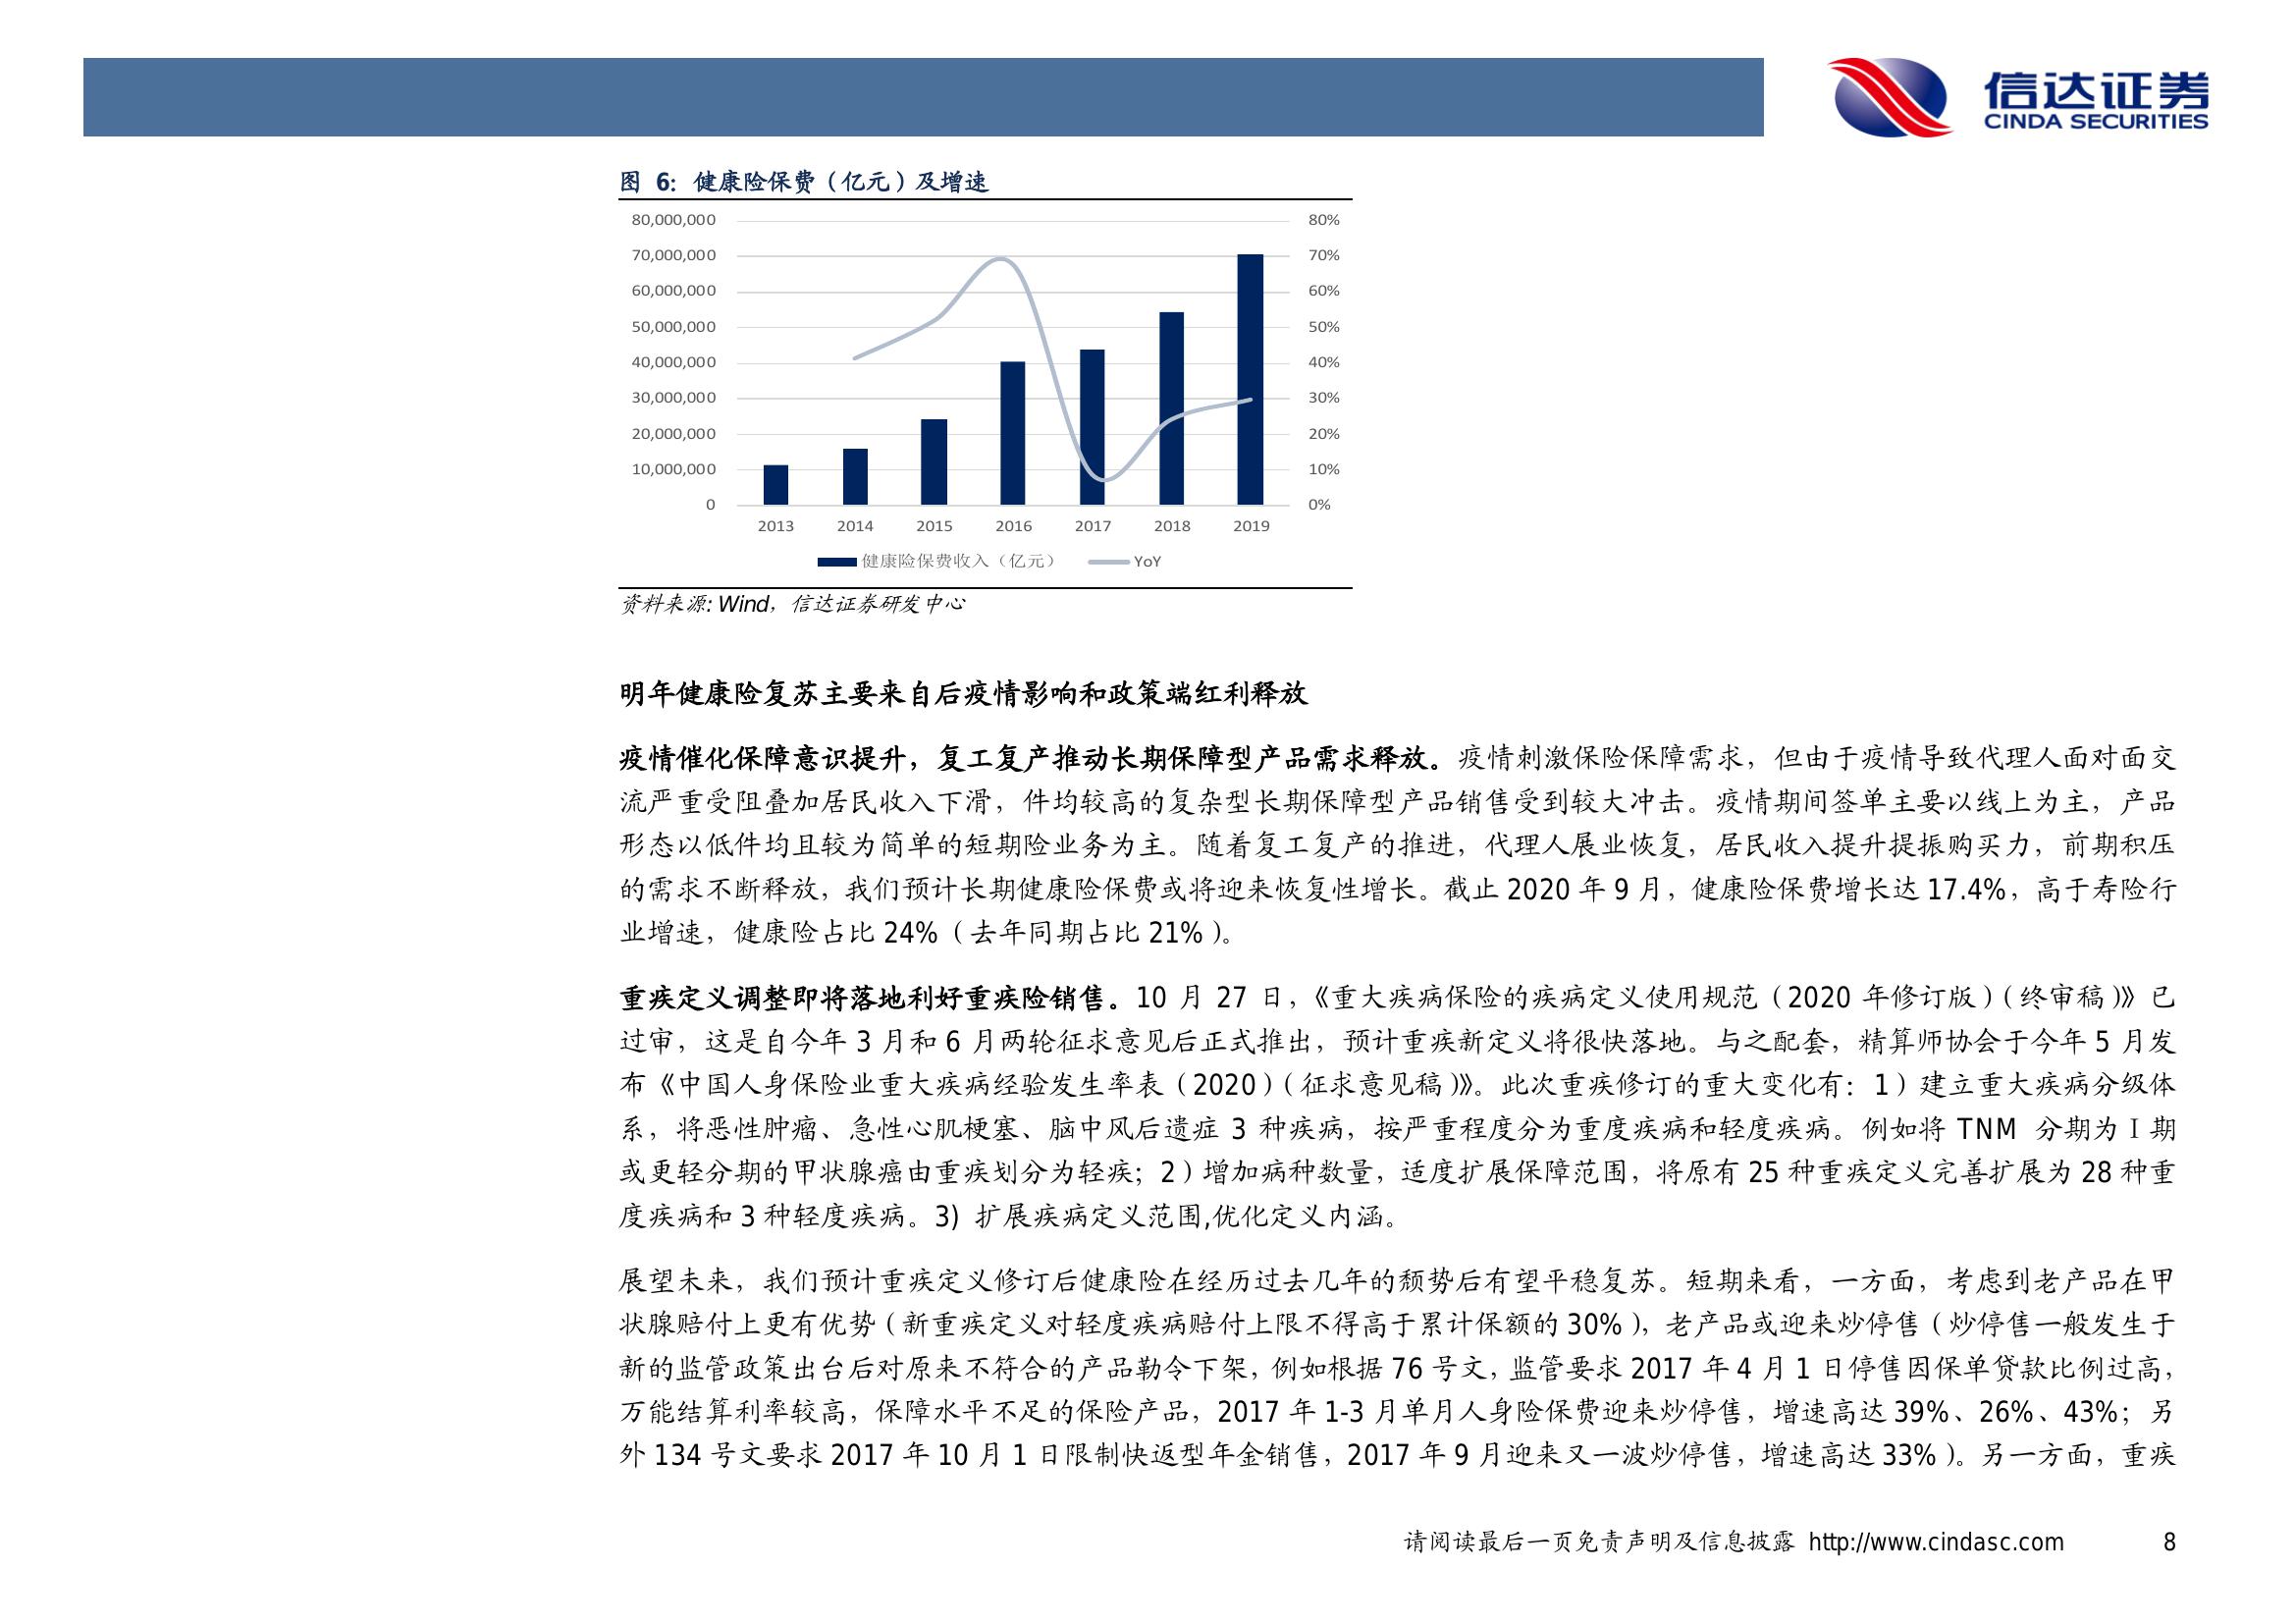 信达证券
CINDA SECURITIES
图 6：健康险保费（亿元）及增速
80,000,000
70,000,000
60,000,000
50,000,000
40,000,000
30,000,000
20,000,000
10,000,000
0
80%
70%
60%
50%
40%
30%
20%
10%
0%
2013 2014 2015 2016 2017 2018 2019
健康险保费收入（亿元） YoY
资料来源: Wind，信达证券研发中心
明年健康险复苏主要来自后疫情影响和政策端红利释放
疫情催化保障意识提升，复工复产推动长期保障型产品需求释放。疫情刺激保险保障需求，但由于疫情导致代理人面对面交
流严重受阻叠加居民收入下滑，件均较高的复杂型长期保障型产品销售受到较大冲击。疫情期间签单主要以线上为主，产品
形态以低件均且较为简单的短期险业务为主。随着复工复产的推进，代理人展业恢复，居民收入提升提振购买力，前期积压
的需求不断释放，我们预计长期健康险保费或将迎来恢复性增长。截止 2020 年 9 月，健康险保费增长达 17.4%，高于寿险行
业增速，健康险占比 24%（去年同期占比 21%）。
重疾定义调整即将落地利好重疾险销售。10 月 27 日，《重大疾病保险的疾病定义使用规范（2020 年修订版）（终审稿）》已
过审，这是自今年 3 月和 6 月两轮征求意见后正式推出，预计重疾新定义将很快落地。与之配套，精算师协会于今年 5 月发
布《中国人身保险业重大疾病经验发生率表（2020）（征求意见稿）》。此次重疾修订的重大变化有：1）建立重大疾病分级体
系，将恶性肿瘤、急性心肌梗塞、脑中风后遗症 3 种疾病，按严重程度分为重度疾病和轻度疾病。例如将 TNM 分期为Ⅰ期
或更轻分期的甲状腺癌由重疾划分为轻疾；2）增加病种数量，适度扩展保障范围，将原有 25 种重疾定义完善扩展为 28 种重
度疾病和 3 种轻度疾病。3) 扩展疾病定义范围,优化定义内涵。
展望未来，我们预计重疾定义修订后健康险在经历过去几年的颓势后有望平稳复苏。短期来看，一方面，考虑到老产品在甲
状腺赔付上更有优势（新重疾定义对轻度疾病赔付上限不得高于累计保额的 30%），老产品或迎来炒停售（炒停售一般发生于
新的监管政策出台后对原来不符合的产品勒令下架，例如根据 76 号文，监管要求 2017 年 4 月 1 日停售因保单贷款比例过高，
万能结算利率较高，保障水平不足的保险产品，2017 年 1-3 月单月人身险保费迎来炒停售，增速高达 39%、26%、43%；另
外 134 号文要求 2017 年 10 月 1 日限制快返型年金销售，2017 年 9 月迎来又一波炒停售，增速高达 33%）。另一方面，重疾
请阅读最后一页免责声明及信息披露 http://www.cindasc.com 8